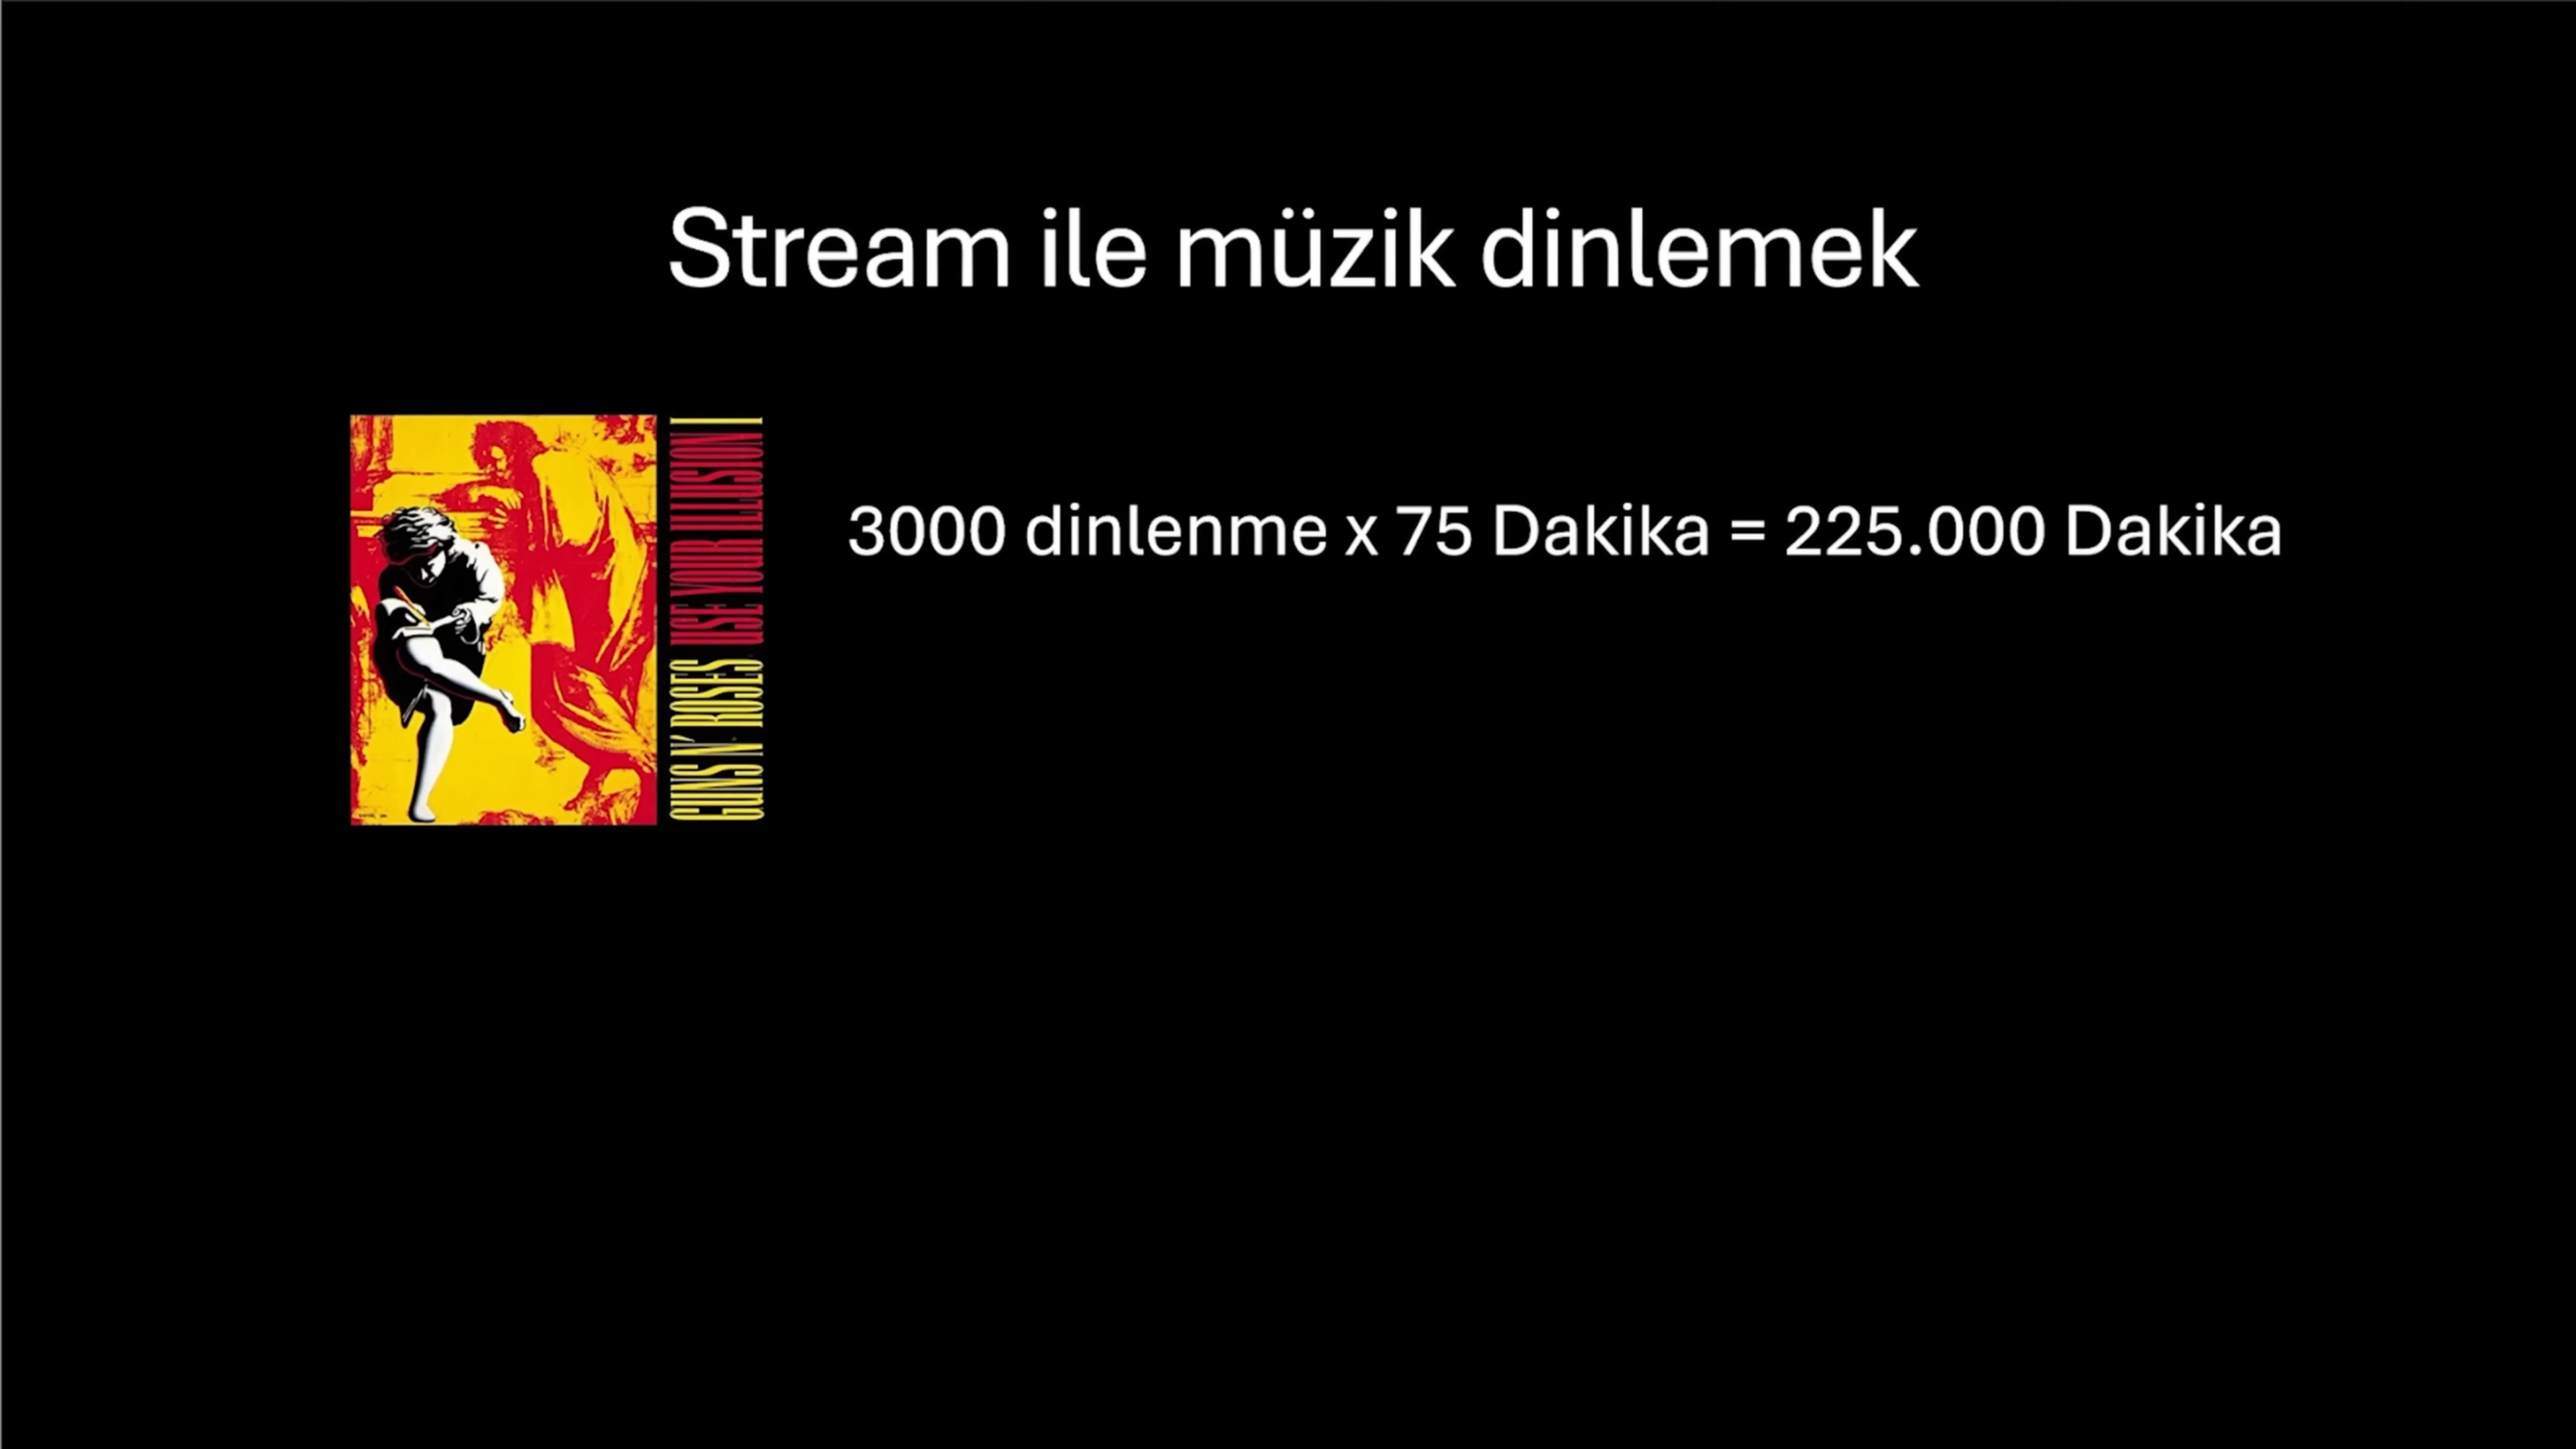 Stream ile müzik dinlemek
GUNS N' ROSES USE YOUR ILLUSION I
3000 dinlenme x 75 Dakika = 225.000 Dakika